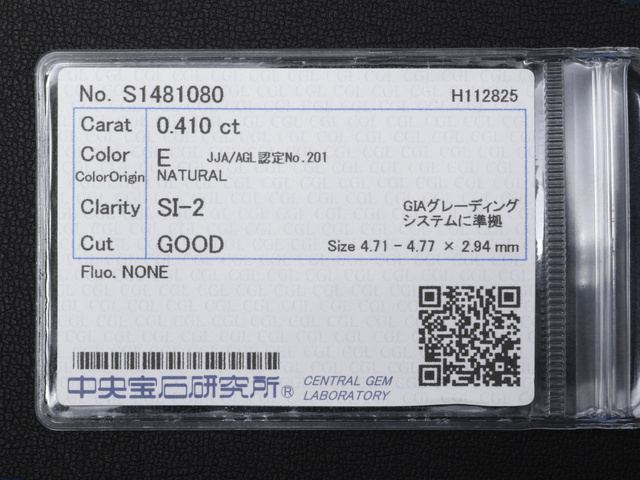 No. S1481080 H112825
Carat 0.410 ct
Color E JJA/AGL認定No.201
ColorOrigin NATURAL
Clarity SI-2 GIAグレーディング
システムに準拠
Cut GOOD Size 4.71 - 4.77 × 2.94 mm
Fluo. NONE
中央宝石研究所® CENTRAL GEM
LABORATORY